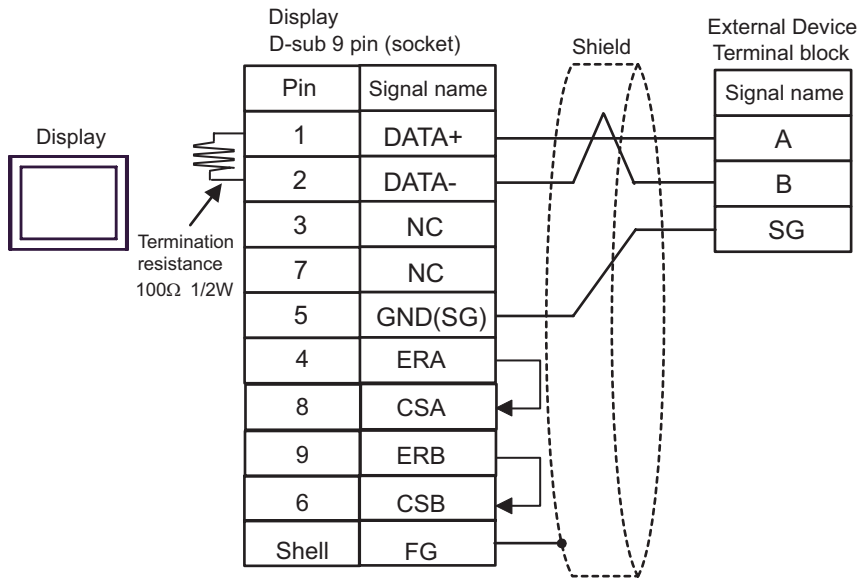 Display
D-sub 9 pin (socket)
Shield
External Device
Terminal block
Pin Signal name
Signal name
Display
1 DATA+
A
2 DATA-
B
3 NC
SG
Termination
resistance
100Ω 1/2W
7 NC
5 GND(SG)
4 ERA
8 CSA
9 ERB
6 CSB
Shell FG